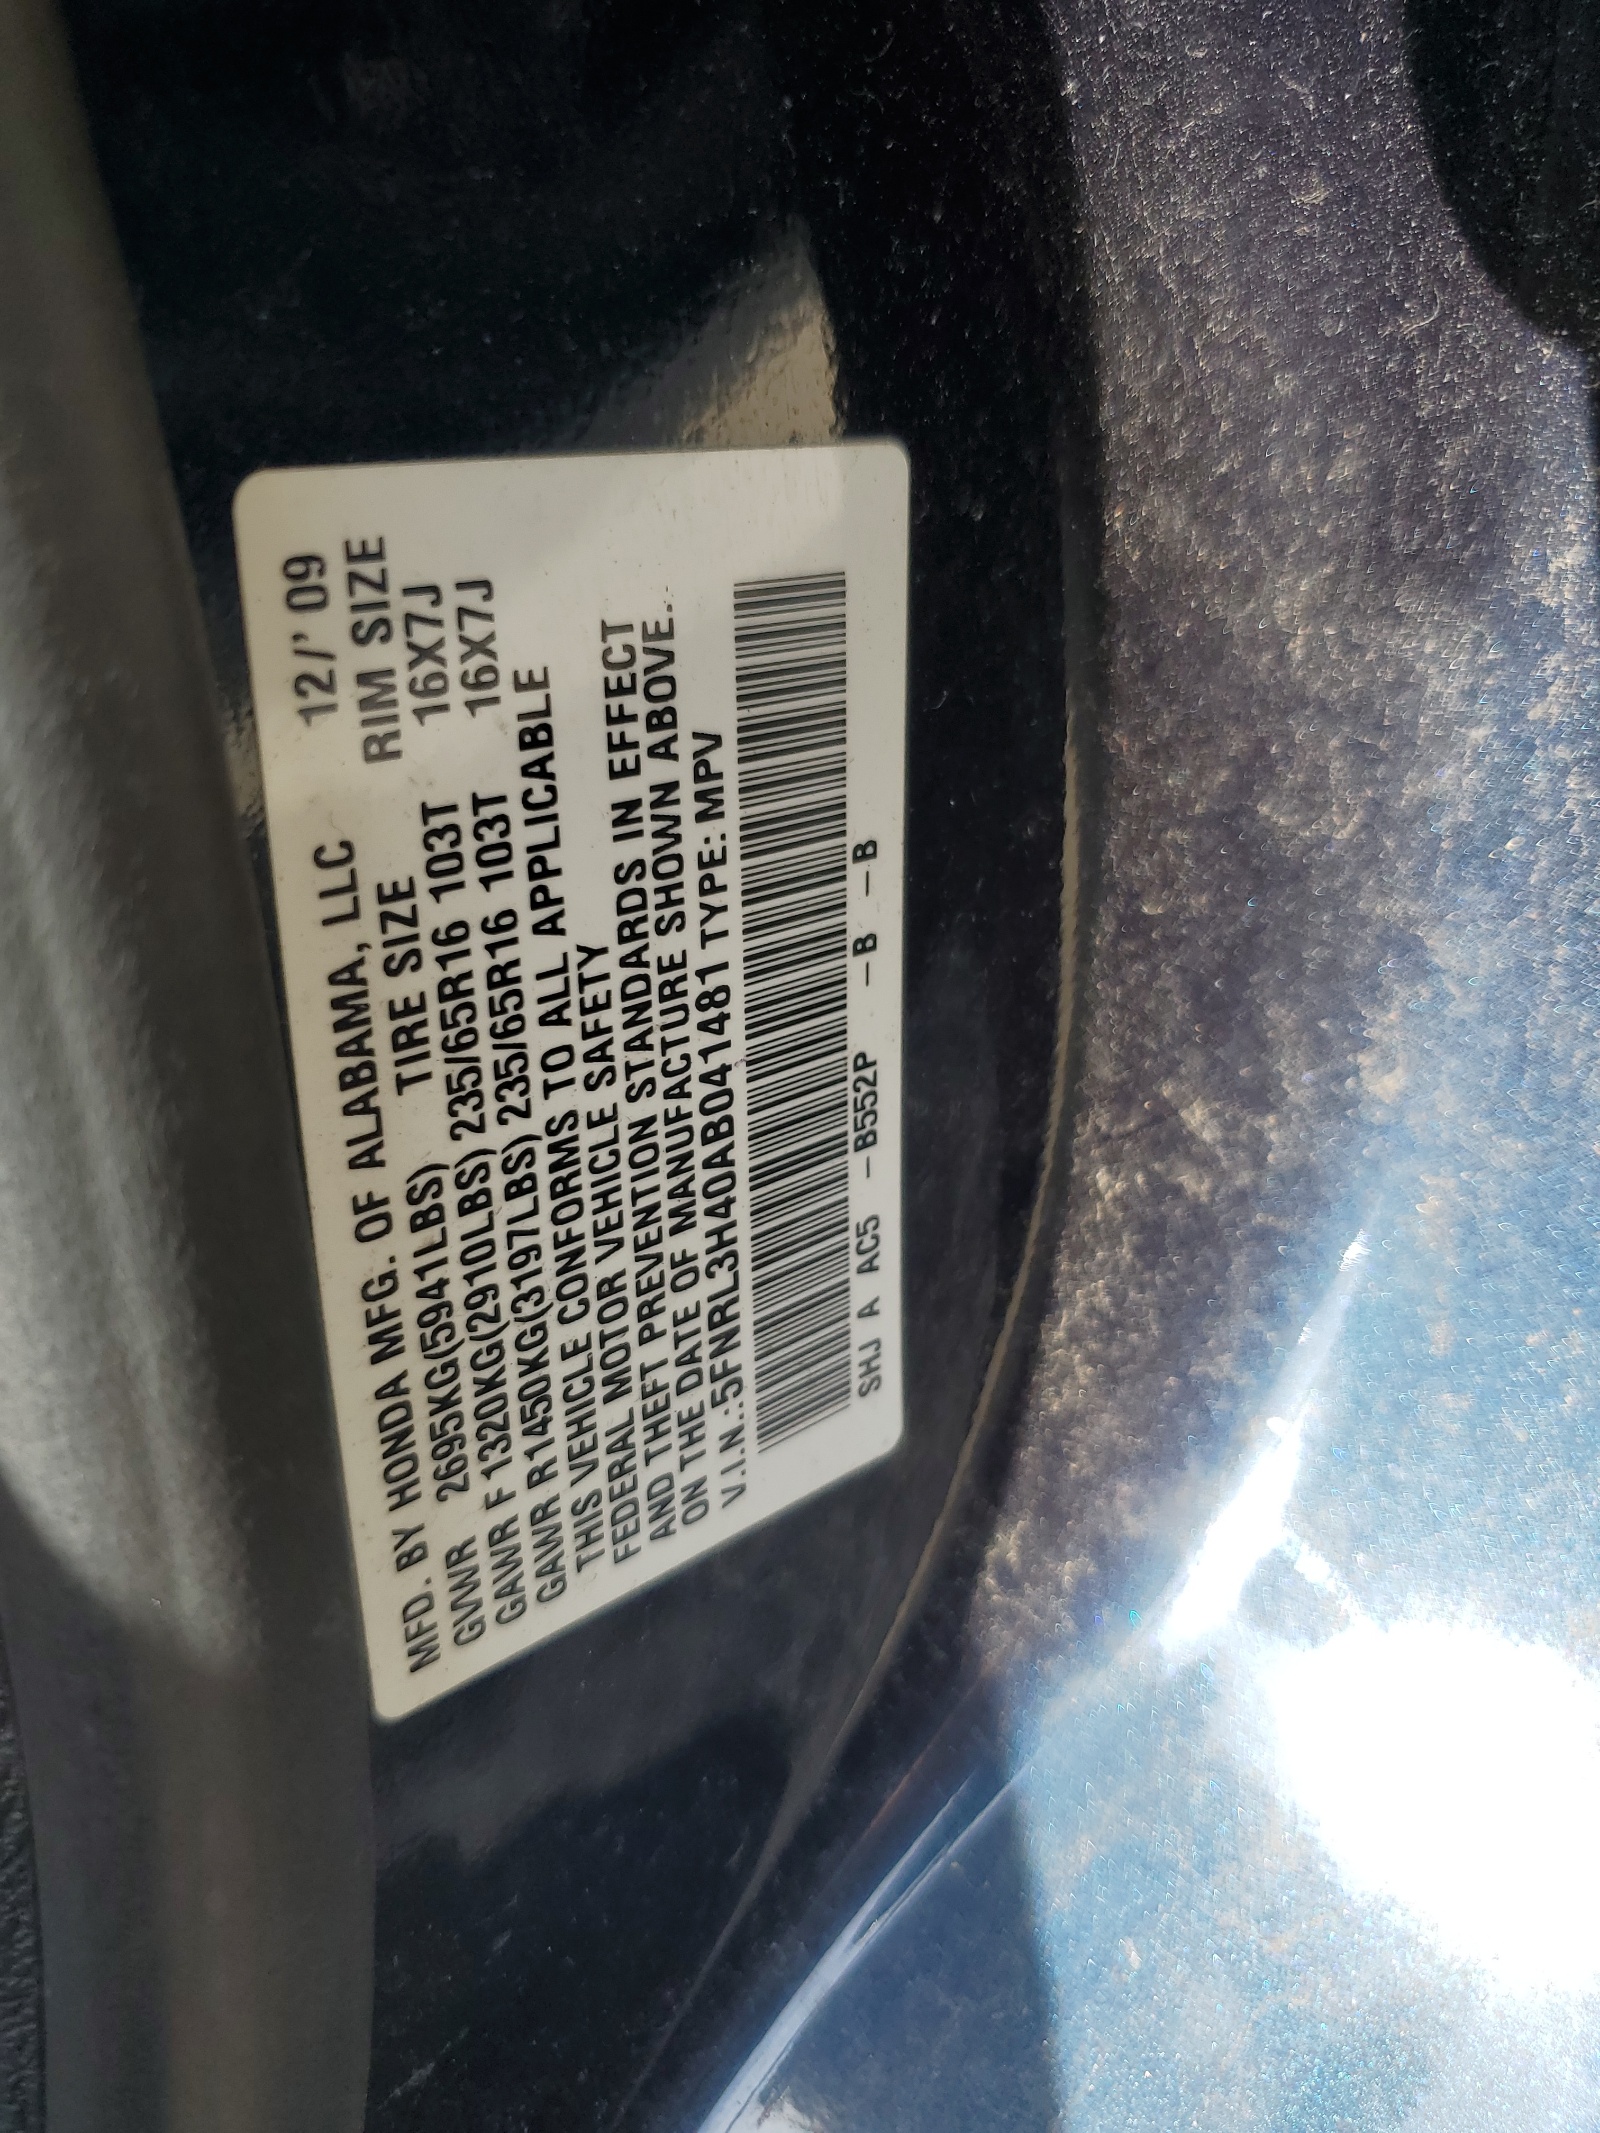 MFD. BY HONDA MFG. OF ALABAMA, LLC 12/' 09
GVWR 2695KG(5941LBS) TIRE SIZE RIM SIZE
GAWR F 1320KG(2910LBS) 235/65R16 103T 16X7J
GAWR R1450KG(3197LBS) 235/65R16 103T 16X7J
THIS VEHICLE CONFORMS TO ALL APPLICABLE
FEDERAL MOTOR VEHICLE SAFETY
AND THEFT PREVENTION STANDARDS IN EFFECT
ON THE DATE OF MANUFACTURE SHOWN ABOVE.
V.I.N.:5FNRL3H40AB041481 TYPE: MPV
SHJ A AC5 –B552P –B –B